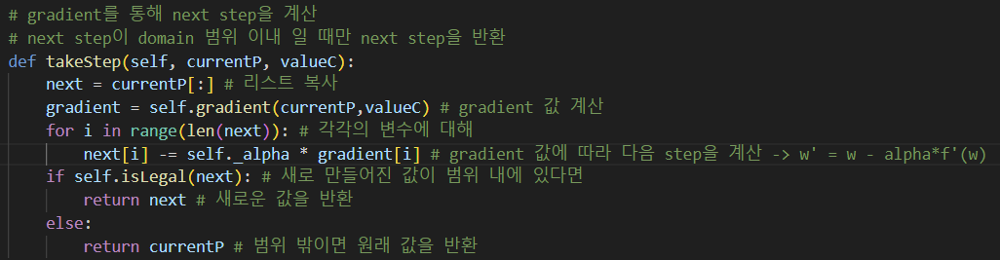 # gradient를 통해 next step을 계산
# next step이 domain 범위 이내 일 때만 next step을 반환
def takeStep(self, currentP, valueC):
    next = currentP[:] # 리스트 복사
    gradient = self.gradient(currentP,valueC) # gradient 값 계산
    for i in range(len(next)): # 각각의 변수에 대해
        next[i] -= self._alpha * gradient[i] # gradient 값에 따라 다음 step을 계산 -> w' = w - alpha*f'(w)
    if self.isLegal(next): # 새로 만들어진 값이 범위 내에 있다면
        return next # 새로운 값을 반환
    else:
        return currentP # 범위 밖이면 원래 값을 반환